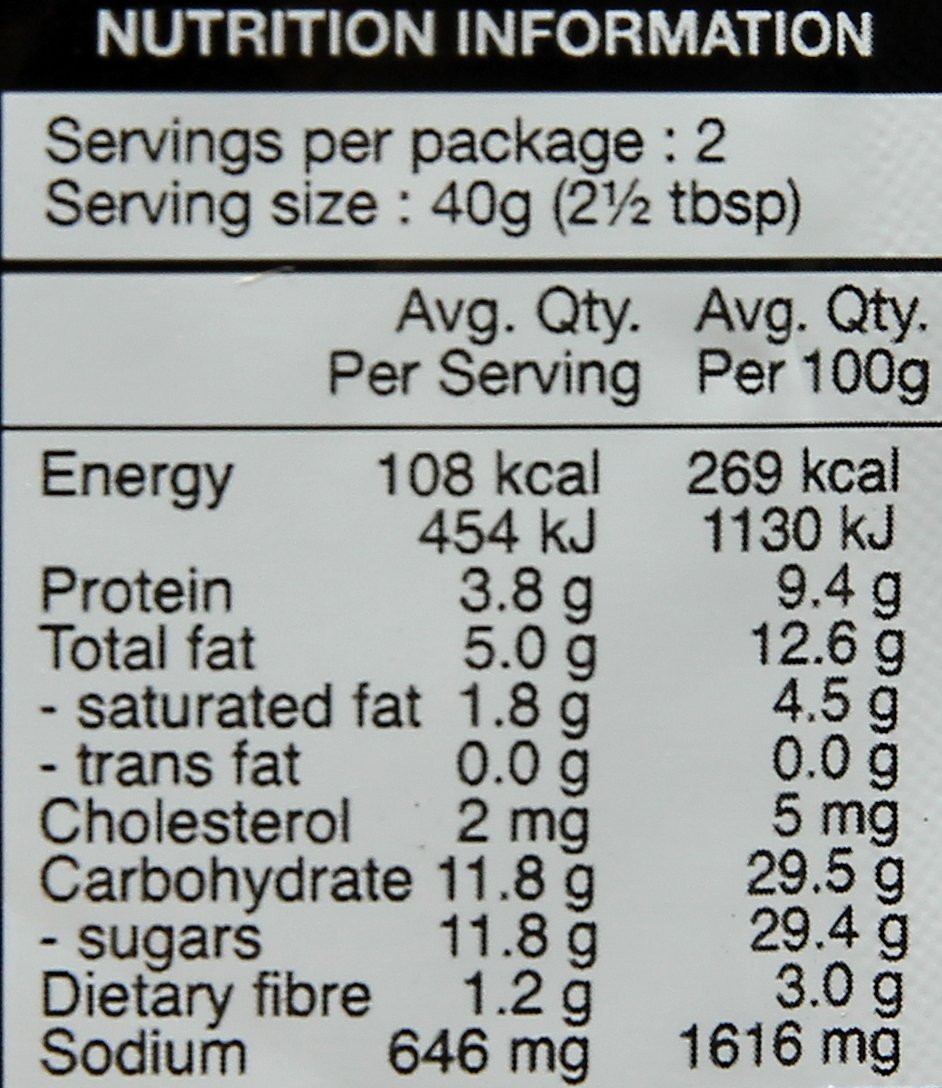 NUTRITION INFORMATION
Servings per package : 2
Serving size : 40g (2½ tbsp)
Avg. Qty. Avg. Qty.
Per Serving Per 100g
Energy 108 kcal 269 kcal
454 kJ 1130 kJ
Protein 3.8 g 9.4 g
Total fat 5.0 g 12.6 g
- saturated fat 1.8 g 4.5 g
- trans fat 0.0 g 0.0 g
Cholesterol 2 mg 5 mg
Carbohydrate 11.8 g 29.5 g
- sugars 11.8 g 29.4 g
Dietary fibre 1.2 g 3.0 g
Sodium 646 mg 1616 mg